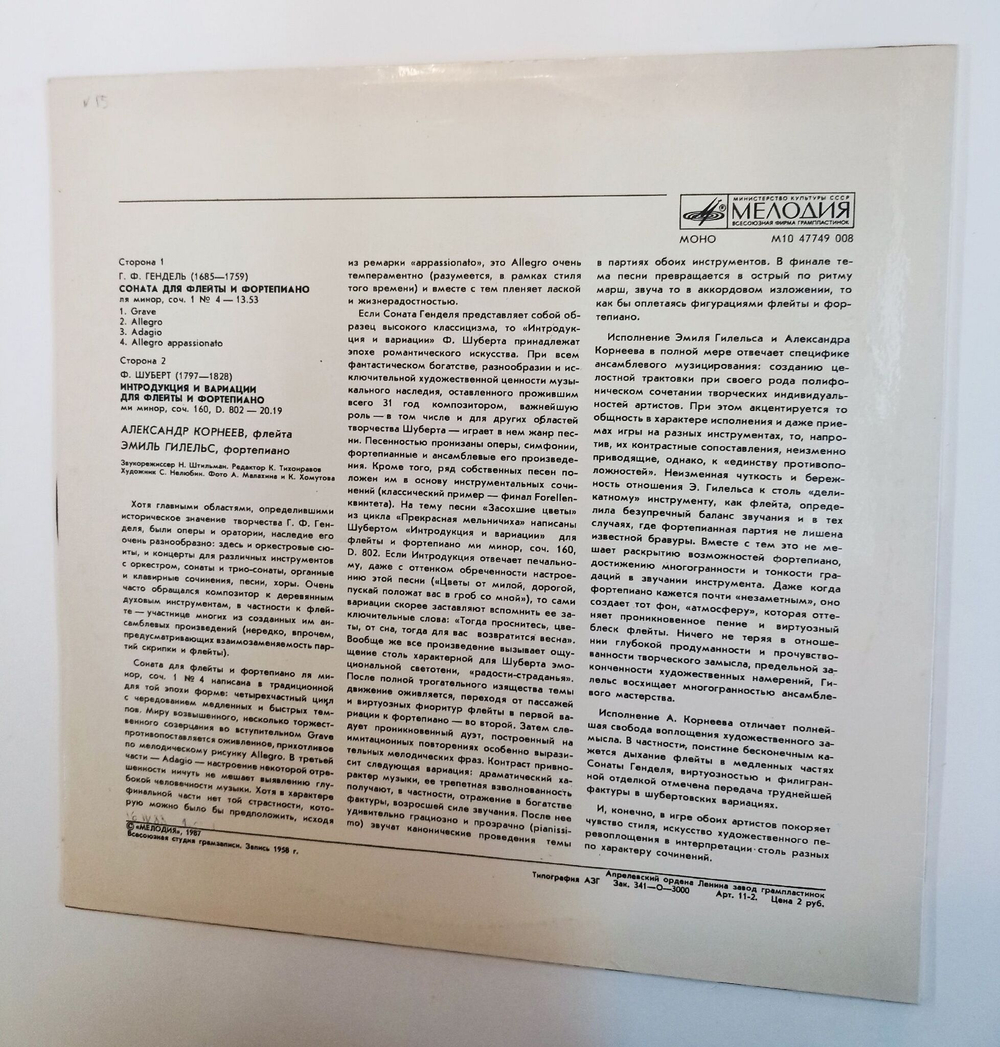 № 15
МИНИСТЕРСТВО КУЛЬТУРЫ СССР
МЕЛОДИЯ
ВСЕСОЮЗНАЯ ФИРМА ГРАМПЛАСТИНОК
МОНО М10 47749 008
Сторона 1
Г. Ф. ГЕНДЕЛЬ (1685—1759)
СОНАТА ДЛЯ ФЛЕЙТЫ И ФОРТЕПИАНО
ля минор, соч. 1 № 4 — 13.53
1. Grave
2. Allegro
3. Adagio
4. Allegro appassionato
Сторона 2
Ф. ШУБЕРТ (1797—1828)
ИНТРОДУКЦИЯ И ВАРИАЦИИ
ДЛЯ ФЛЕЙТЫ И ФОРТЕПИАНО
ми минор, соч. 160, D. 802 — 20.19
АЛЕКСАНДР КОРНЕЕВ, флейта
ЭМИЛЬ ГИЛЕЛЬС, фортепиано
Звукорежиссер Н. Штильман. Редактор К. Тихонравов
Художник С. Нелюбин. Фото А. Малахина и К. Хомутова
Хотя главными областями, определившими
историческое значение творчества Г. Ф. Ген-
деля, были оперы и оратории, наследие его
очень разнообразно: здесь и оркестровые сю-
иты, и концерты для различных инструментов
с оркестром, сонаты и трио-сонаты, органные
и клавирные сочинения, песни, хоры. Очень
часто обращался композитор к деревянным
духовым инструментам, в частности к флей-
те — участнице многих из созданных им ан-
самблевых произведений (нередко, впрочем,
предусматривающих взаимозаменяемость пар-
тий скрипки и флейты).
Соната для флейты и фортепиано ля ми-
нор, соч. 1 № 4 написана в традиционной
для той эпохи форме: четырехчастный цикл
с чередованием медленных и быстрых тем-
пов. Миру возвышенного, несколько торжест-
венного созерцания во вступительном Grave
противопоставляется оживленное, прихотливое
по мелодическому рисунку Allegro. В третьей
части — Adagio — настроение некоторой отре-
шенности ничуть не мешает выявлению глу-
бокой человечности музыки. Хотя в характере
финальной части нет той страстности, кото-
рую можно было бы предположить, исходя
из ремарки «appassionato», это Allegro очень
темпераментно (разумеется, в рамках стиля
того времени) и вместе с тем пленяет лаской
и жизнерадостностью.
Если Соната Генделя представляет собой об-
разец высокого классицизма, то «Интродук-
ция и вариации» Ф. Шуберта принадлежат
эпохе романтического искусства. При всем
фантастическом богатстве, разнообразии и ис-
ключительной художественной ценности музы-
кального наследия, оставленного прожившим
всего 31 год композитором, важнейшую
роль — в том числе и для других областей
творчества Шуберта — играет в нем жанр пес-
ни. Песенностью пронизаны оперы, симфонии,
фортепианные и ансамблевые его произведе-
ния. Кроме того, ряд собственных песен по-
ложен им в основу инструментальных сочи-
нений (классический пример — финал Forellen-
квинтета). На тему песни «Засохшие цветы»
из цикла «Прекрасная мельничиха» написаны
Шубертом «Интродукция и вариации» для
флейты и фортепиано ми минор, соч. 160,
D. 802. Если Интродукция отвечает печально-
му, даже с оттенком обреченности настрое-
нию этой песни («Цветы от милой, дорогой,
пускай положат вас в гроб со мной»), то сами
вариации скорее заставляют вспомнить ее за-
ключительные слова: «Тогда проснитесь, цве-
ты, от сна, тогда для вас возвратится весна».
Вообще же все произведение вызывает ощу-
щение столь характерной для Шуберта эмо-
циональной светотени, «радости-страданья».
После полной трогательного изящества темы
движение оживляется, переходя от пассажей
и виртуозных фиоритур флейты в первой ва-
риации к фортепиано — во второй. Затем сле-
дует проникновенный дуэт, построенный на
имитационных повторениях особенно вырази-
тельных мелодических фраз. Контраст привно-
сит следующая вариация: драматический ха-
рактер музыки, ее трепетная взволнованность
получают, в частности, отражение в богатстве
фактуры, возросшей силе звучания. После нее
удивительно грациозно и прозрачно (pianissi-
mo) звучат канонические проведения темы
в партиях обоих инструментов. В финале те-
ма песни превращается в острый по ритму
марш, звуча то в аккордовом изложении, то
как бы оплетаясь фигурациями флейты и фор-
тепиано.
Исполнение Эмиля Гилельса и Александра
Корнеева в полной мере отвечает специфике
ансамблевого музицирования: созданию це-
лостной трактовки при своего рода полифо-
ническом сочетании творческих индивидуаль-
ностей артистов. При этом акцентируется то
общность в характере исполнения и даже прие-
мах игры на разных инструментах, то, напро-
тив, их контрастные сопоставления, неизменно
приводящие, однако, к «единству противопо-
ложностей». Неизменная чуткость и береж-
ность отношения Э. Гилельса к столь «дели-
катному» инструменту, как флейта, опреде-
лила безупречный баланс звучания и в тех
случаях, где фортепианная партия не лишена
известной бравуры. Вместе с тем это не ме-
шает раскрытию возможностей фортепиано,
достижению многогранности и тонкости гра-
даций в звучании инструмента. Даже когда
фортепиано кажется почти «незаметным», оно
создает тот фон, «атмосферу», которая отте-
няет проникновенное пение и виртуозный
блеск флейты. Ничего не теряя в отноше-
нии глубокой продуманности и прочувство-
ванности творческого замысла, предельной за-
конченности художественных намерений, Ги-
лельс восхищает многогранностью ансамбле-
вого мастерства.
Исполнение А. Корнеева отличает полней-
шая свобода воплощения художественного за-
мысла. В частности, поистине бесконечным ка-
жется дыхание флейты в медленных частях
Сонаты Генделя, виртуозностью и филигран-
ной отделкой отмечена передача труднейшей
фактуры в шубертовских вариациях.
И, конечно, в игре обоих артистов покоряет
чувство стиля, искусство художественного пе-
ревоплощения в интерпретации столь разных
по характеру сочинений.
© «МЕЛОДИЯ», 1987
Всесоюзная студия грамзаписи. Запись 1958 г.
Апрелевский ордена Ленина завод грампластинок
Типография АЗГ Зак. 341—О—3000 Арт. 11-2. Цена 2 руб.